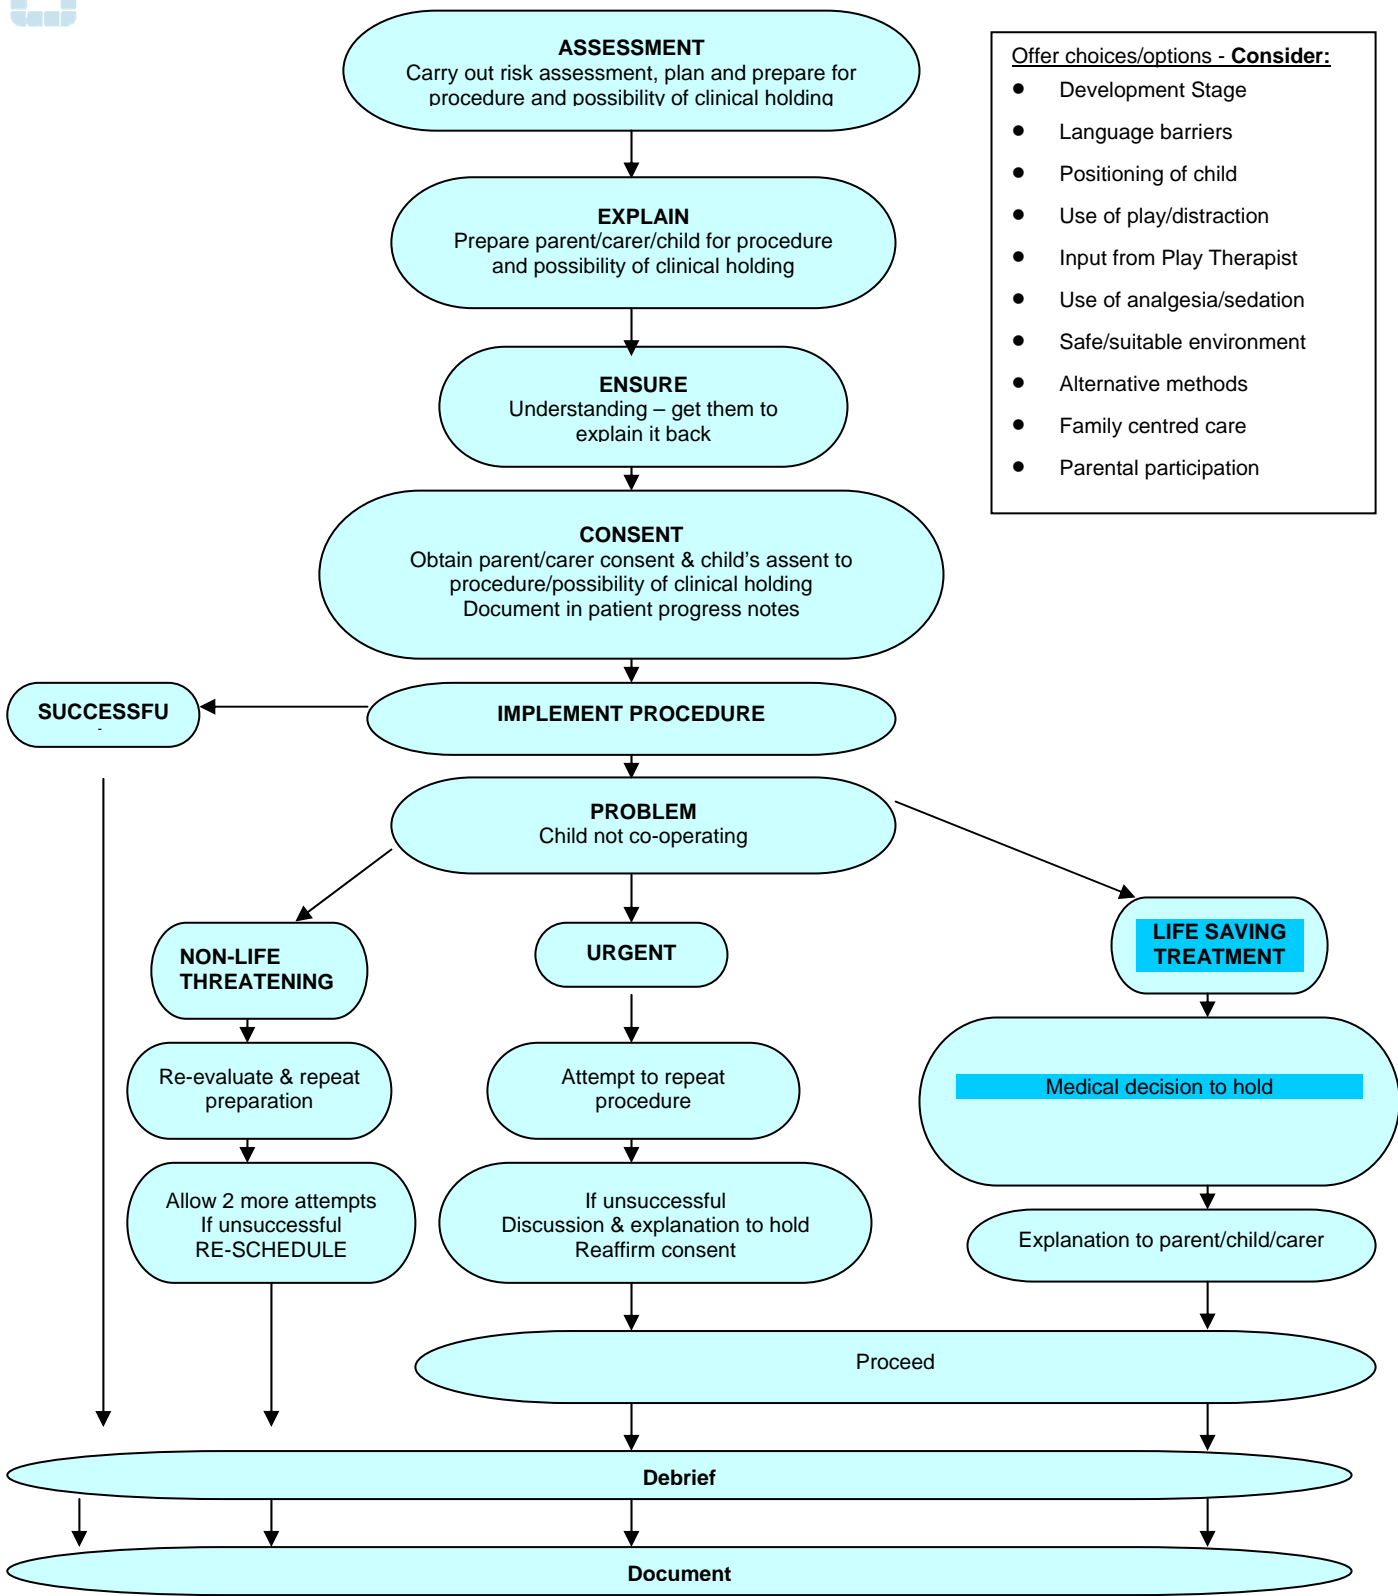 ASSESSMENT
Carry out risk assessment, plan and prepare for
procedure and possibility of clinical holding
Offer choices/options - Consider:
● Development Stage
● Language barriers
● Positioning of child
● Use of play/distraction
● Input from Play Therapist
● Use of analgesia/sedation
● Safe/suitable environment
● Alternative methods
● Family centred care
● Parental participation
EXPLAIN
Prepare parent/carer/child for procedure
and possibility of clinical holding
ENSURE
Understanding – get them to
explain it back
CONSENT
Obtain parent/carer consent & child’s assent to
procedure/possibility of clinical holding
Document in patient progress notes
SUCCESSFU
IMPLEMENT PROCEDURE
PROBLEM
Child not co-operating
NON-LIFE
THREATENING
URGENT
LIFE SAVING
TREATMENT
Re-evaluate & repeat
preparation
Attempt to repeat
procedure
Medical decision to hold
Allow 2 more attempts
If unsuccessful
RE-SCHEDULE
If unsuccessful
Discussion & explanation to hold
Reaffirm consent
Explanation to parent/child/carer
Proceed
Debrief
Document